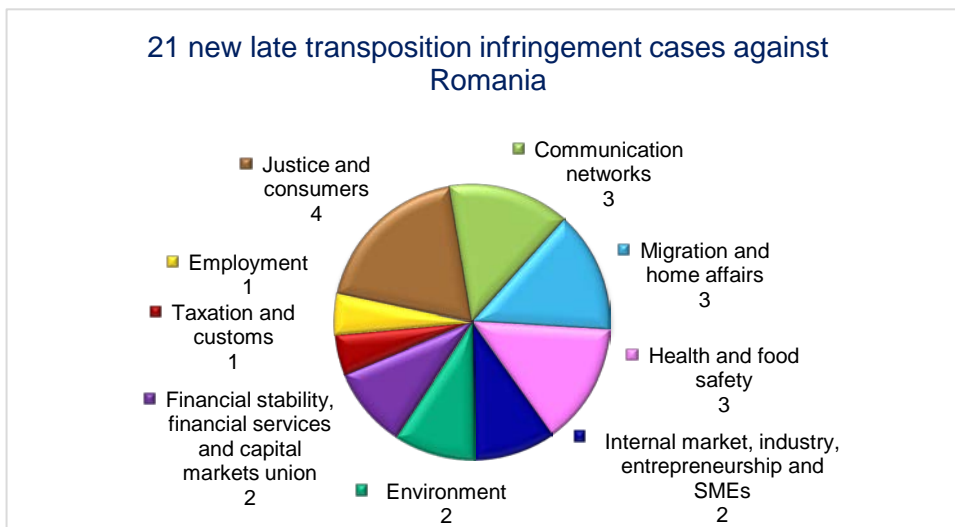 21 new late transposition infringement cases against
Romania
Justice and
consumers
4
Communication
networks
3
Employment
1
Migration and
home affairs
3
Taxation and
customs
1
Health and food
safety
3
Financial stability,
financial services
and capital
markets union
2
Internal market, industry,
entrepreneurship and
SMEs
2
Environment
2